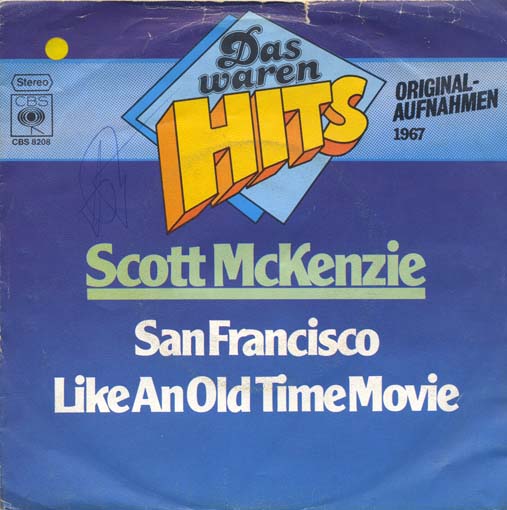 Das
waren
HITS
Stereo
CBS
CBS 8208
ORIGINAL-
AUFNAHMEN
1967
Scott McKenzie
San Francisco
Like An Old Time Movie